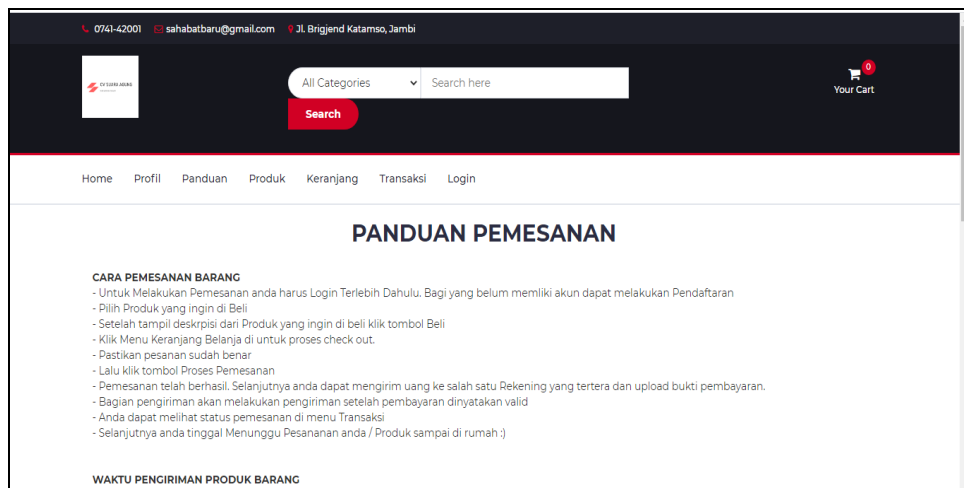 0741-42001 sahabatbaru@gmail.com Jl. Brigjend Katamso, Jambi
All Categories Search here
0
Your Cart
Search
Home Profil Panduan Produk Keranjang Transaksi Login
PANDUAN PEMESANAN
CARA PEMESANAN BARANG
- Untuk Melakukan Pemesanan anda harus Login Terlebih Dahulu. Bagi yang belum memliki akun dapat melakukan Pendaftaran
- Pilih Produk yang ingin di Beli
- Setelah tampil deskrpisi dari Produk yang ingin di beli klik tombol Beli
- Klik Menu Keranjang Belanja di untuk proses check out.
- Pastikan pesanan sudah benar
- Lalu klik tombol Proses Pemesanan
- Pemesanan telah berhasil. Selanjutnya anda dapat mengirim uang ke salah satu Rekening yang tertera dan upload bukti pembayaran.
- Bagian pengiriman akan melakukan pengiriman setelah pembayaran dinyatakan valid
- Anda dapat melihat status pemesanan di menu Transaksi
- Selanjutnya anda tinggal Menunggu Pesananan anda / Produk sampai di rumah :)
WAKTU PENGIRIMAN PRODUK BARANG